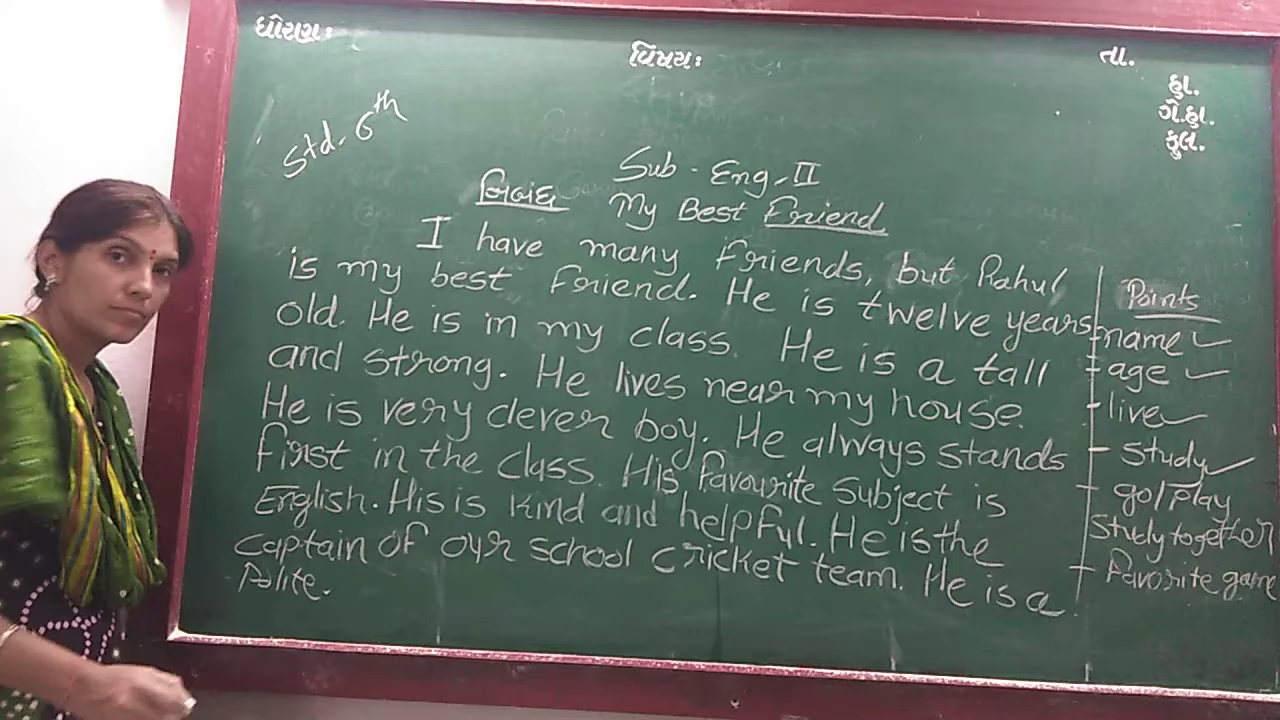 ધોરણઃ
વિષયઃ
તા.
હા.
ગે.હા.
કુલ.
Std. 6th
Sub - Eng - II
નિબંધ My Best Friend
I have many Friends, but Rahul
is my best Friend. He is twelve years
old. He is in my class. He is a tall
and strong. He lives near my house.
He is very clever boy. He always stands
First in the class. His Favourite Subject is
English. His is Kind and helpful. He is the
captain of our school cricket team. He is a
Polite.
Points
- name ✓
- age ✓
- live ✓
- Study ✓
- go/play
Study together
- Favorite game